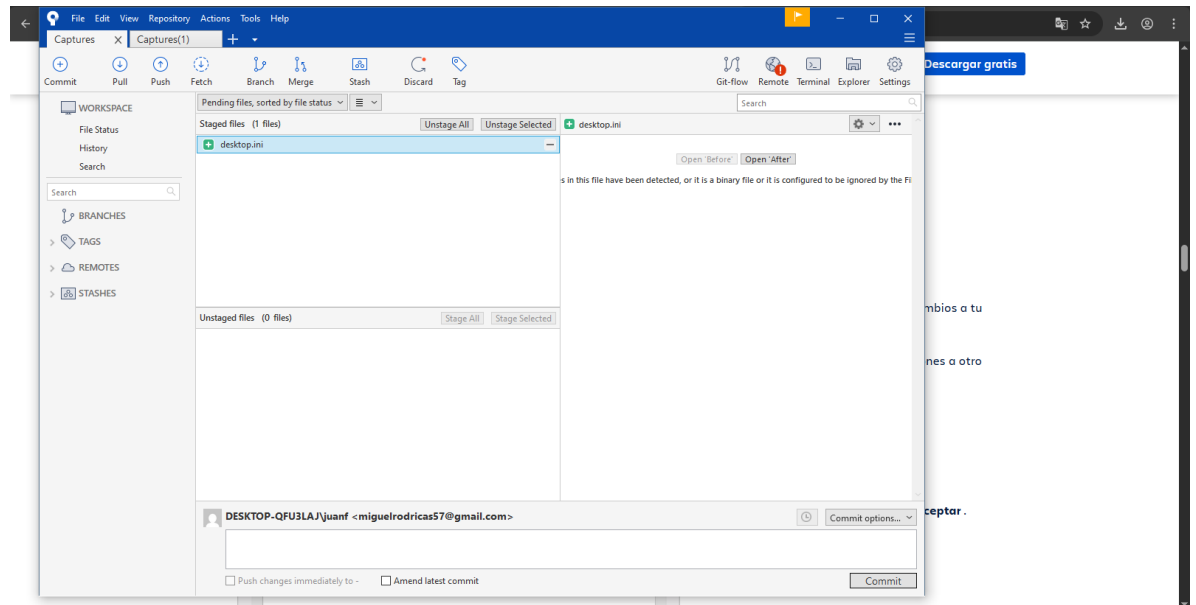 File Edit View Repository Actions Tools Help
Captures Captures(1)
Commit Pull Push Fetch Branch Merge Stash Discard Tag Git-flow Remote Terminal Explorer Settings
Descargar gratis
WORKSPACE
File Status
History
Search
Search
BRANCHES
TAGS
REMOTES
STASHES
Pending files, sorted by file status
Search
Staged files (1 files) Unstage All Unstage Selected
desktop.ini
desktop.ini
Open 'Before' Open 'After'
s in this file have been detected, or it is a binary file or it is configured to be ignored by the Fi
Unstaged files (0 files) Stage All Stage Selected
mbios a tu
nes a otro
DESKTOP-QFU3LAJ\juanf <miguelrodricas57@gmail.com>
Commit options...
ceptar.
Push changes immediately to - Amend latest commit
Commit